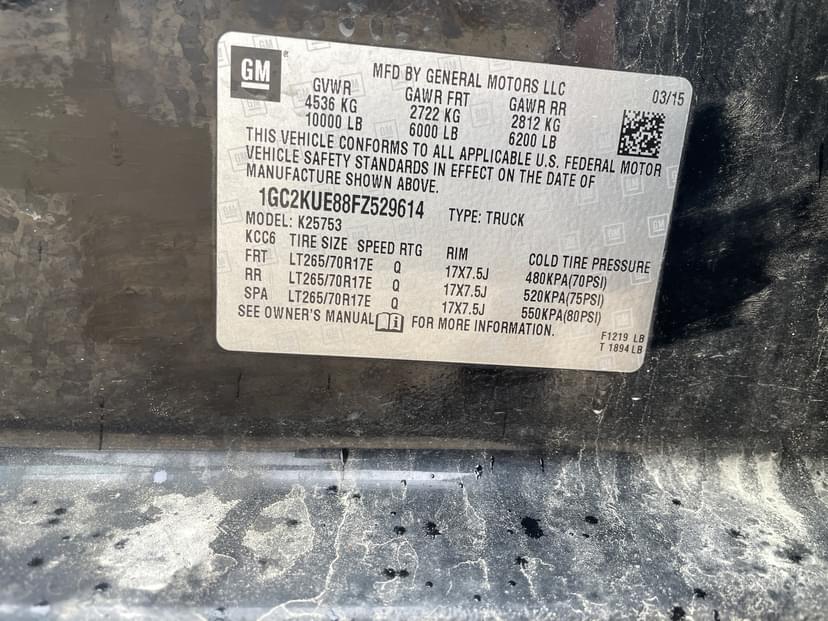 GM
MFD BY GENERAL MOTORS LLC
03/15
GVWR GAWR FRT GAWR RR
4536 KG 2722 KG 2812 KG
10000 LB 6000 LB 6200 LB
THIS VEHICLE CONFORMS TO ALL APPLICABLE U.S. FEDERAL MOTOR
VEHICLE SAFETY STANDARDS IN EFFECT ON THE DATE OF
MANUFACTURE SHOWN ABOVE.
1GC2KUE88FZ529614 TYPE: TRUCK
MODEL: K25753
KCC6 TIRE SIZE SPEED RTG RIM COLD TIRE PRESSURE
FRT LT265/70R17E Q 17X7.5J 480KPA(70PSI)
RR LT265/70R17E Q 17X7.5J 520KPA(75PSI)
SPA LT265/70R17E Q 17X7.5J 550KPA(80PSI)
SEE OWNER'S MANUAL i FOR MORE INFORMATION.
F1219 LB
T 1894 LB